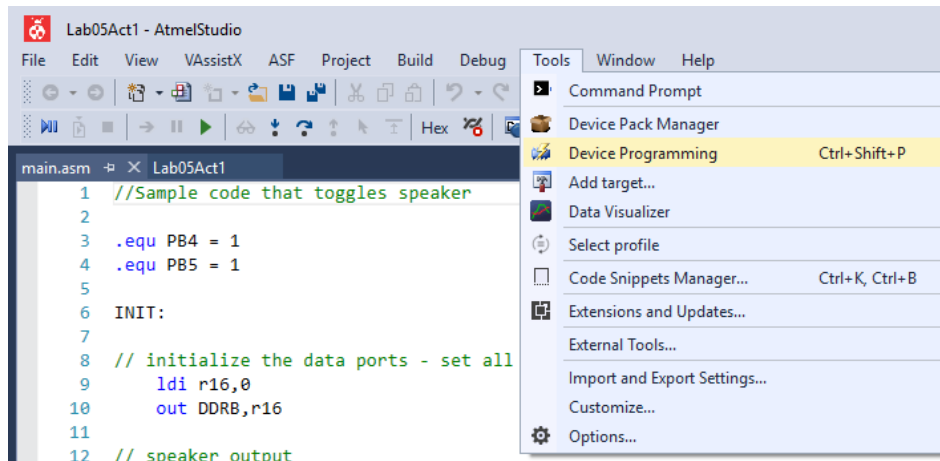 Lab05Act1 - AtmelStudio
File Edit View VAssistX ASF Project Build Debug Tools Window Help
Hex
main.asm Lab05Act1
1 //Sample code that toggles speaker
2
3 .equ PB4 = 1
4 .equ PB5 = 1
5
6 INIT:
7
8 // initialize the data ports - set all
9 ldi r16,0
10 out DDRB,r16
11
12 // speaker output
Command Prompt
Device Pack Manager
Device Programming Ctrl+Shift+P
Add target...
Data Visualizer
Select profile
Code Snippets Manager... Ctrl+K, Ctrl+B
Extensions and Updates...
External Tools...
Import and Export Settings...
Customize...
Options...